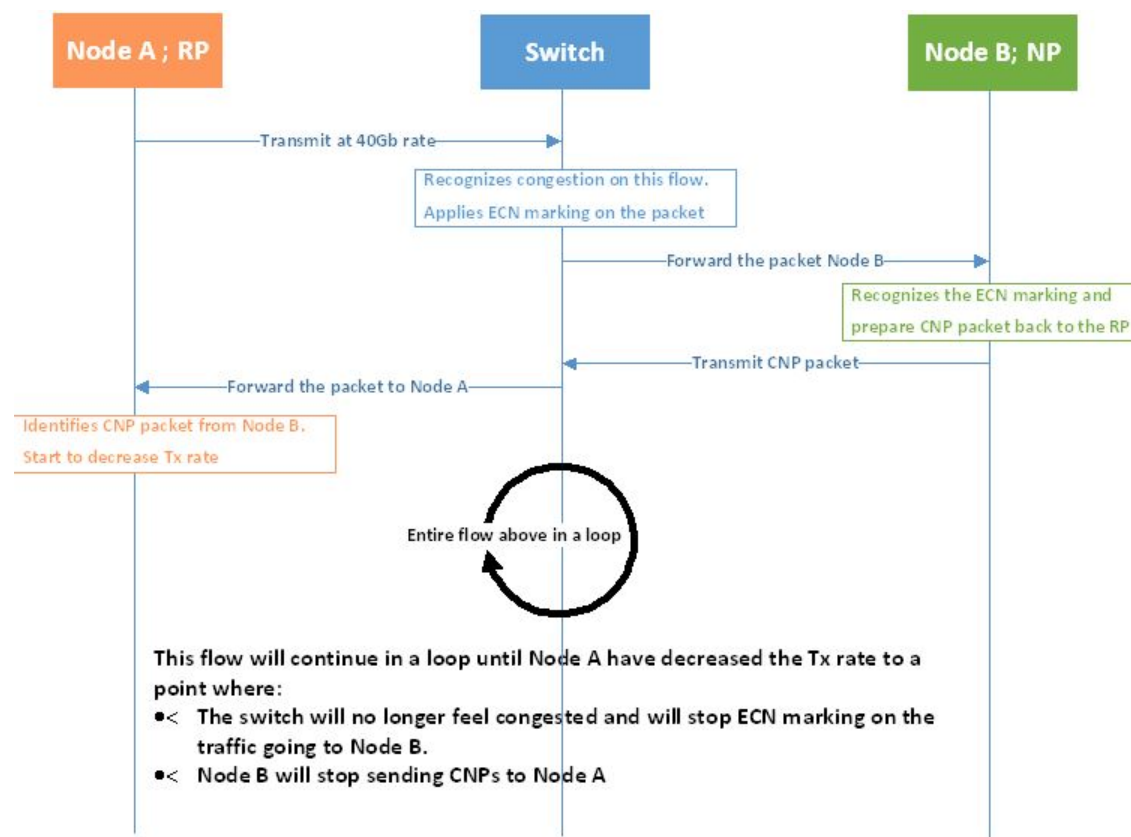 Node A ; RP
Switch
Node B; NP
Transmit at 40Gb rate
Recognizes congestion on this flow.
Applies ECN marking on the packet
Forward the packet Node B
Recognizes the ECN marking and
prepare CNP packet back to the RP
Transmit CNP packet
Forward the packet to Node A
Identifies CNP packet from Node B.
Start to decrease Tx rate
Entire flow above in a loop
This flow will continue in a loop until Node A have decreased the Tx rate to a
point where:
•< The switch will no longer feel congested and will stop ECN marking on the
traffic going to Node B.
•< Node B will stop sending CNPs to Node A